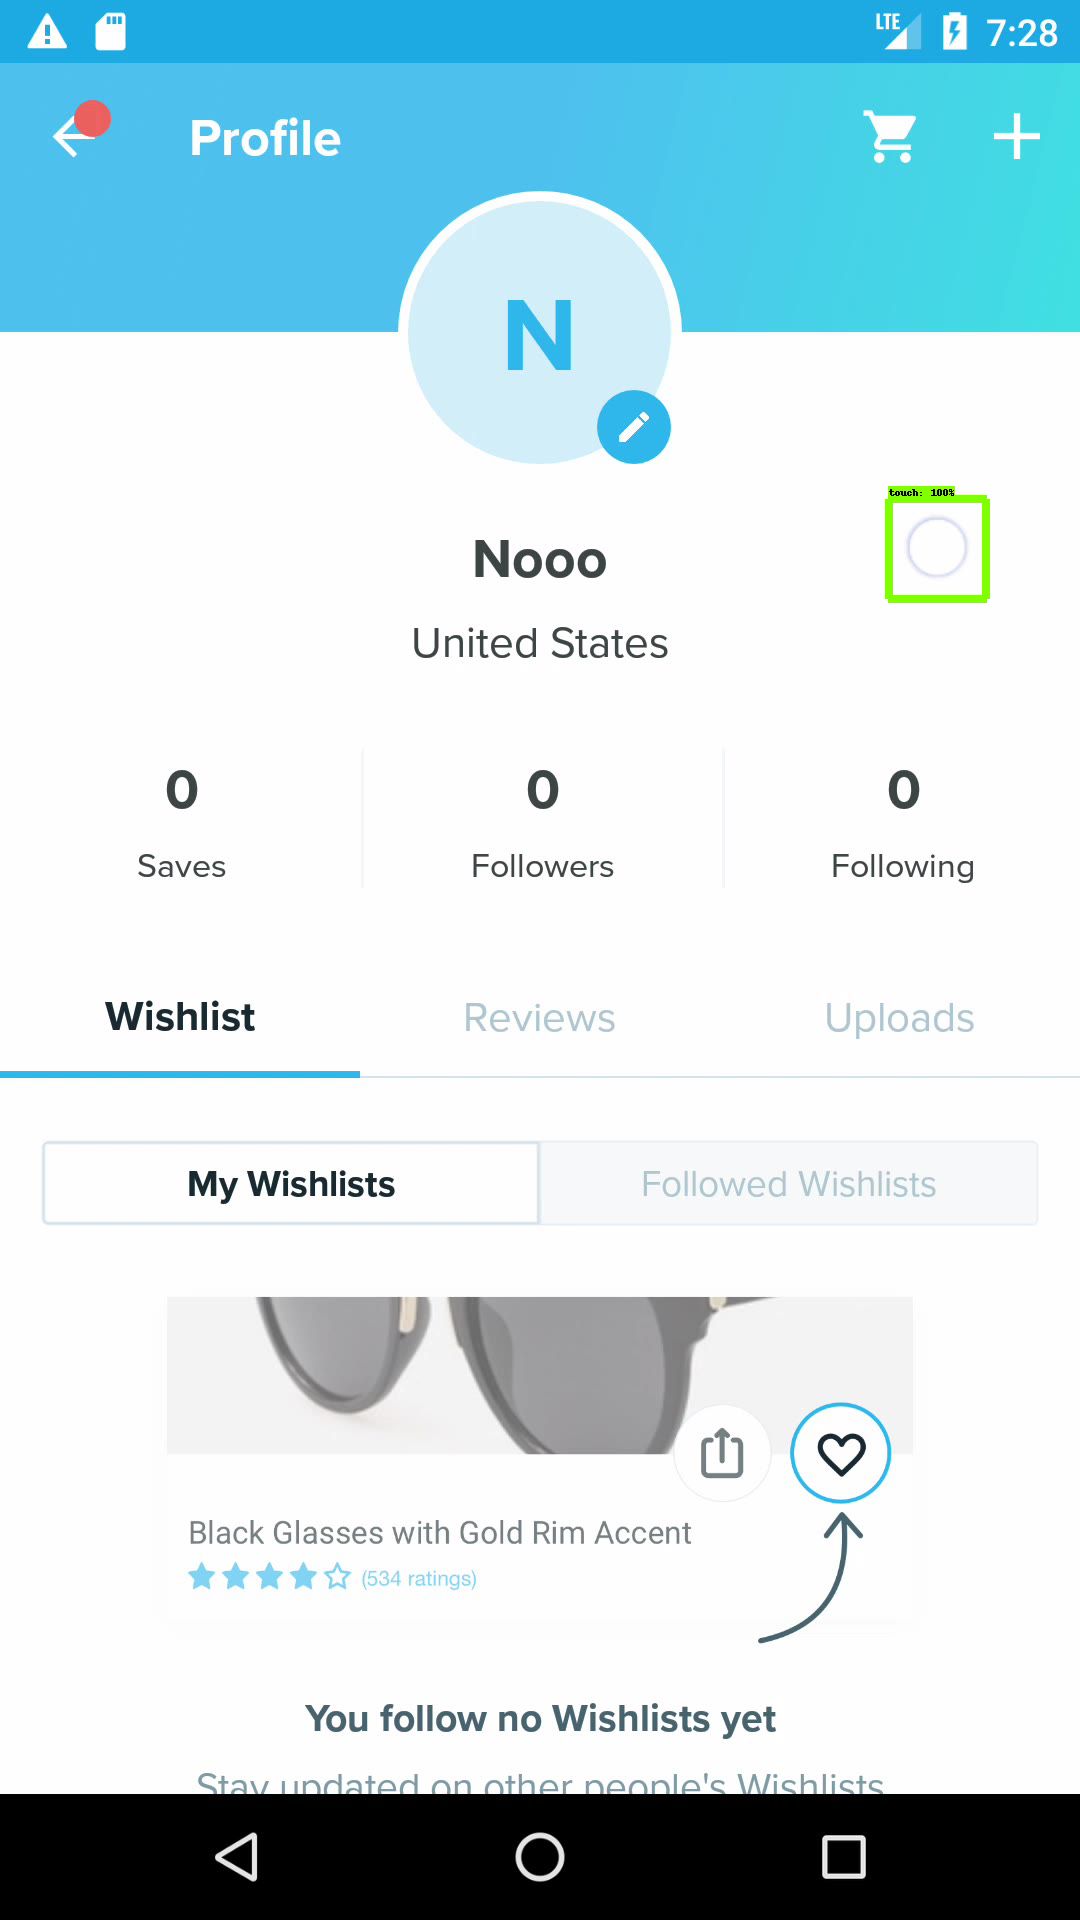 LTE 7:28
Profile
N
touch: 100%
Nooo
United States
0 0 0
Saves Followers Following
Wishlist Reviews Uploads
My Wishlists Followed Wishlists
Black Glasses with Gold Rim Accent
(534 ratings)
You follow no Wishlists yet
Stay updated on other people's Wishlists